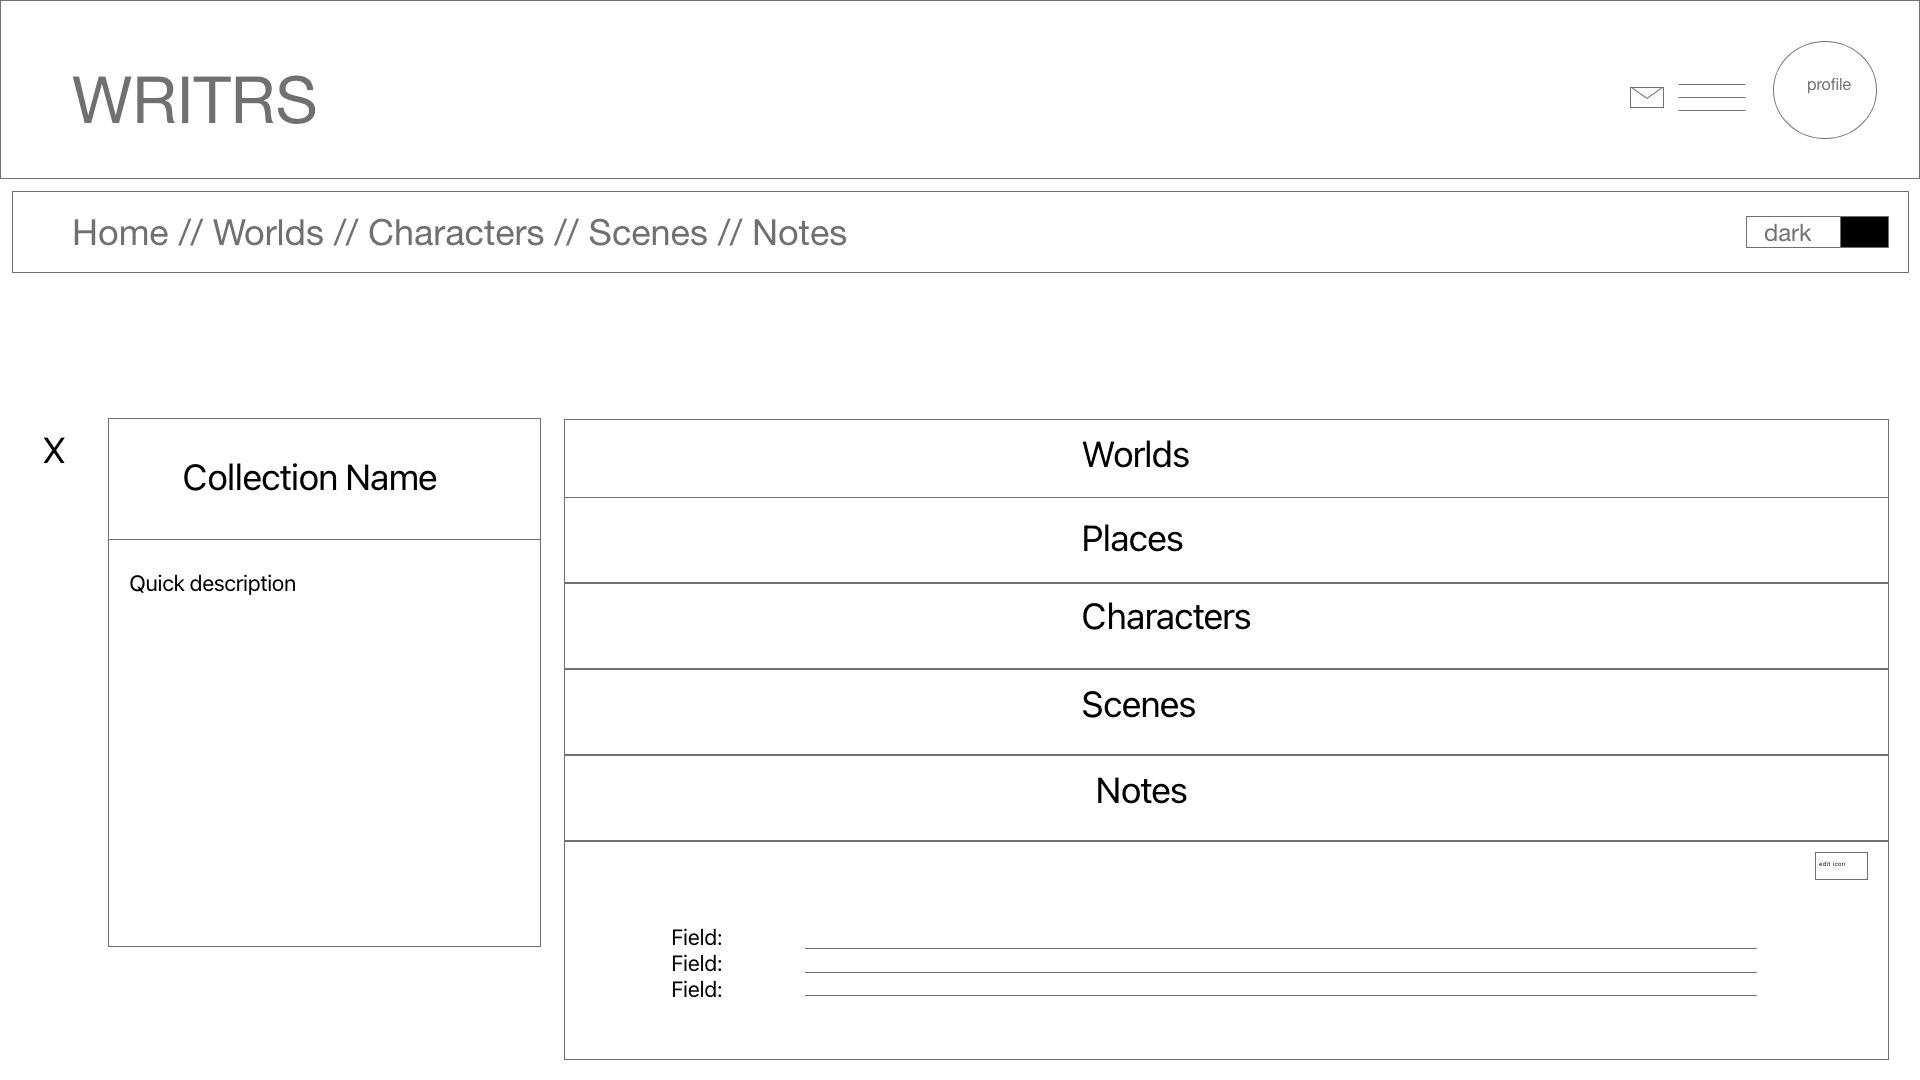 WRITRS
profile
Home // Worlds // Characters // Scenes // Notes
dark
X
Collection Name
Quick description
Worlds
Places
Characters
Scenes
Notes
edit icon
Field:
Field:
Field: